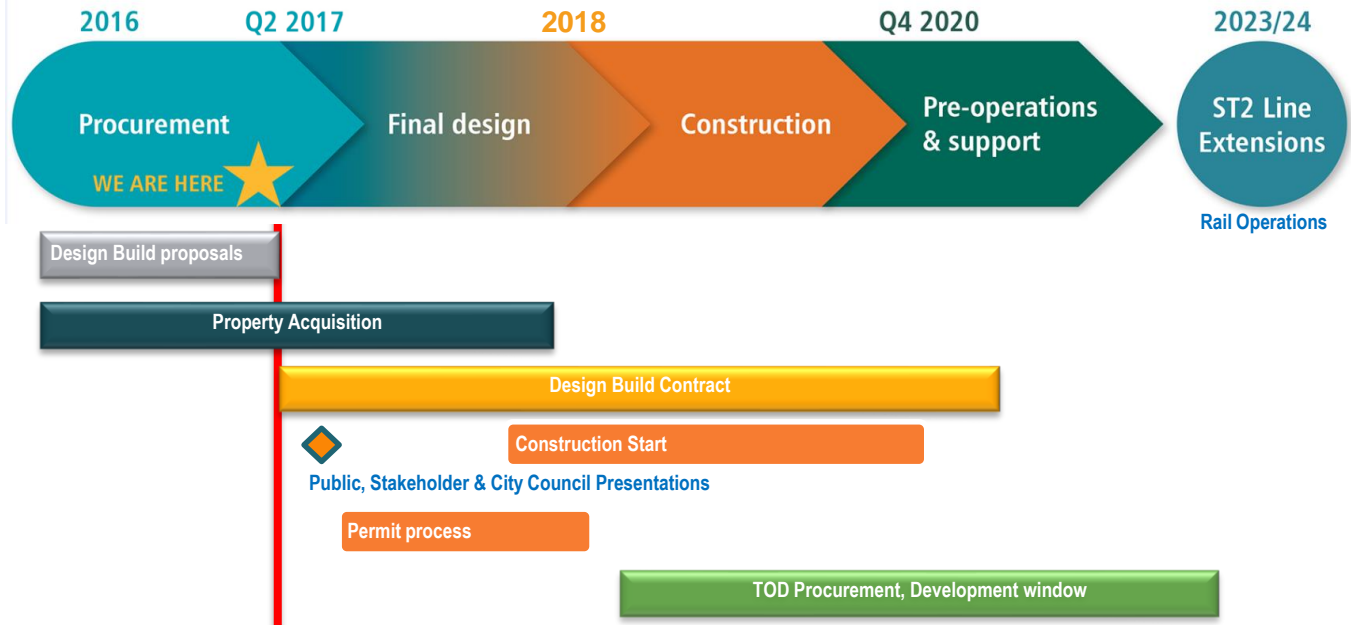 2016
Q2 2017
2018
Q4 2020
2023/24
Procurement
WE ARE HERE
Final design
Construction
Pre-operations
& support
ST2 Line
Extensions
Rail Operations
Design Build proposals
Property Acquisition
Design Build Contract
Construction Start
Public, Stakeholder & City Council Presentations
Permit process
TOD Procurement, Development window